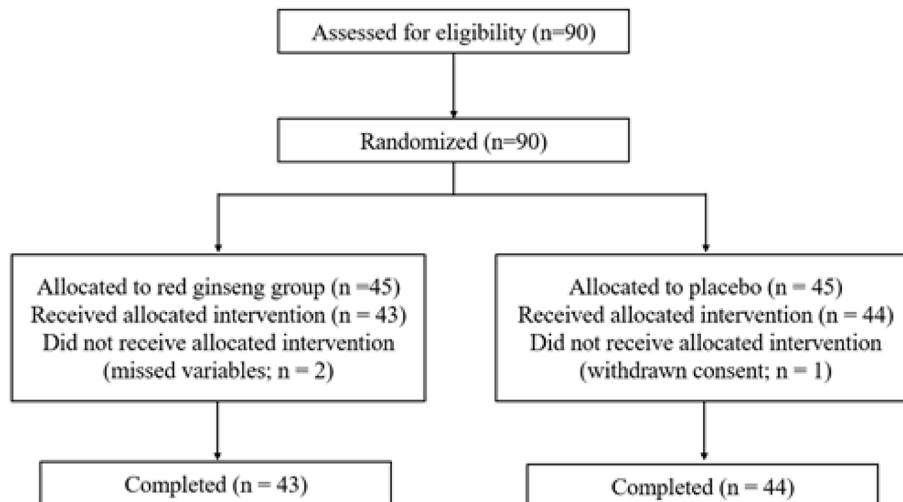 Assessed for eligibility (n=90)
Randomized (n=90)
Allocated to red ginseng group (n =45)
Received allocated intervention (n = 43)
Did not receive allocated intervention
(missed variables; n = 2)
Allocated to placebo (n = 45)
Received allocated intervention (n = 44)
Did not receive allocated intervention
(withdrawn consent; n = 1)
Completed (n = 43)
Completed (n = 44)